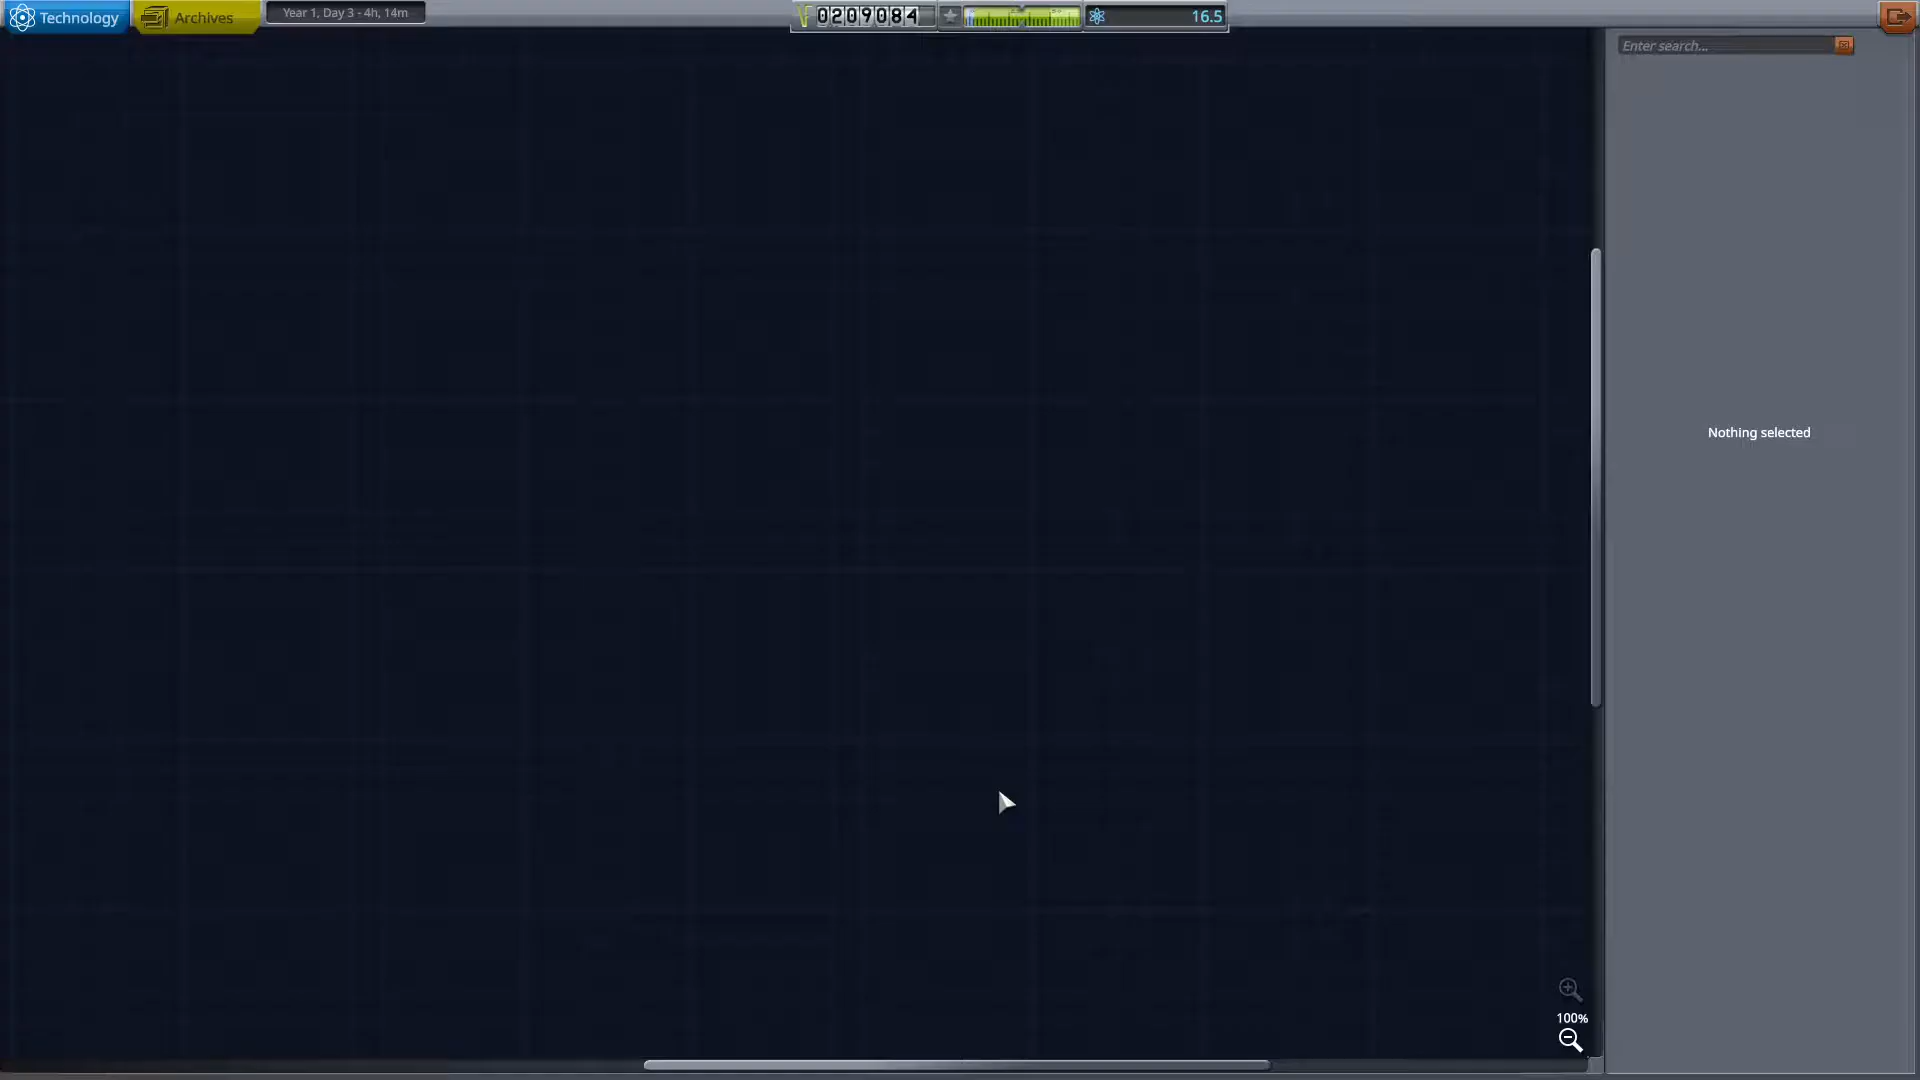 Technology
Archives
Year 1, Day 3 - 4h, 14m
0209084
16.5
Enter search...
Nothing selected
100%